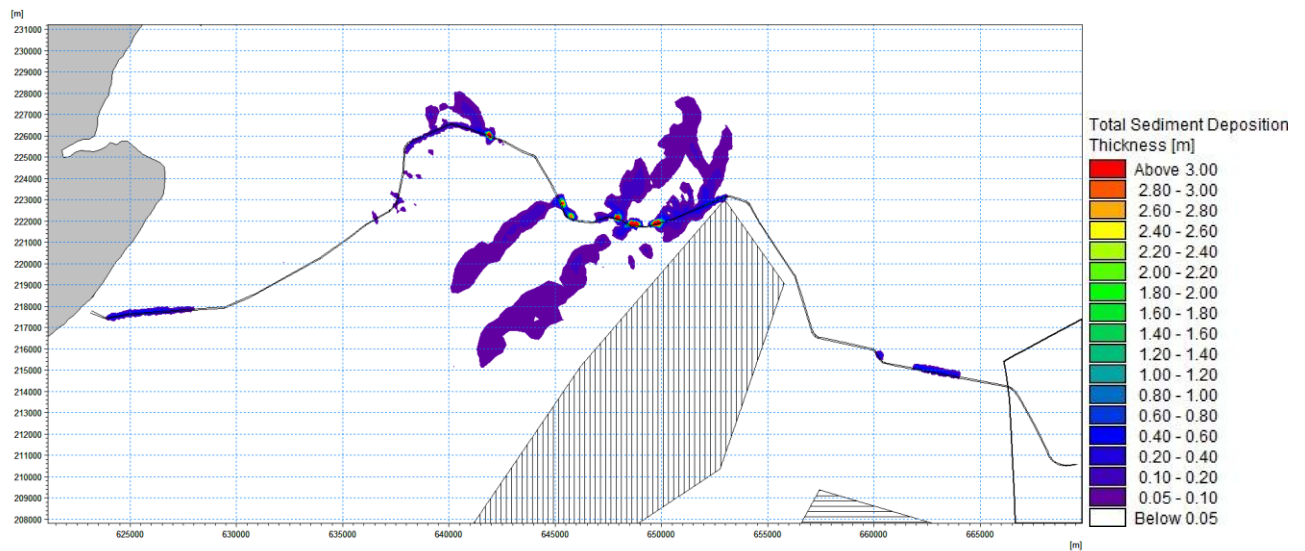 [m]
231000
230000
229000
228000
227000
226000
225000
224000
223000
222000
221000
220000
219000
218000
217000
216000
215000
214000
213000
212000
211000
210000
209000
208000
625000 630000 635000 640000 645000 650000 655000 660000 665000
[m]
Total Sediment Deposition
Thickness [m]
Above 3.00
2.80 - 3.00
2.60 - 2.80
2.40 - 2.60
2.20 - 2.40
2.00 - 2.20
1.80 - 2.00
1.60 - 1.80
1.40 - 1.60
1.20 - 1.40
1.00 - 1.20
0.80 - 1.00
0.60 - 0.80
0.40 - 0.60
0.20 - 0.40
0.10 - 0.20
0.05 - 0.10
Below 0.05